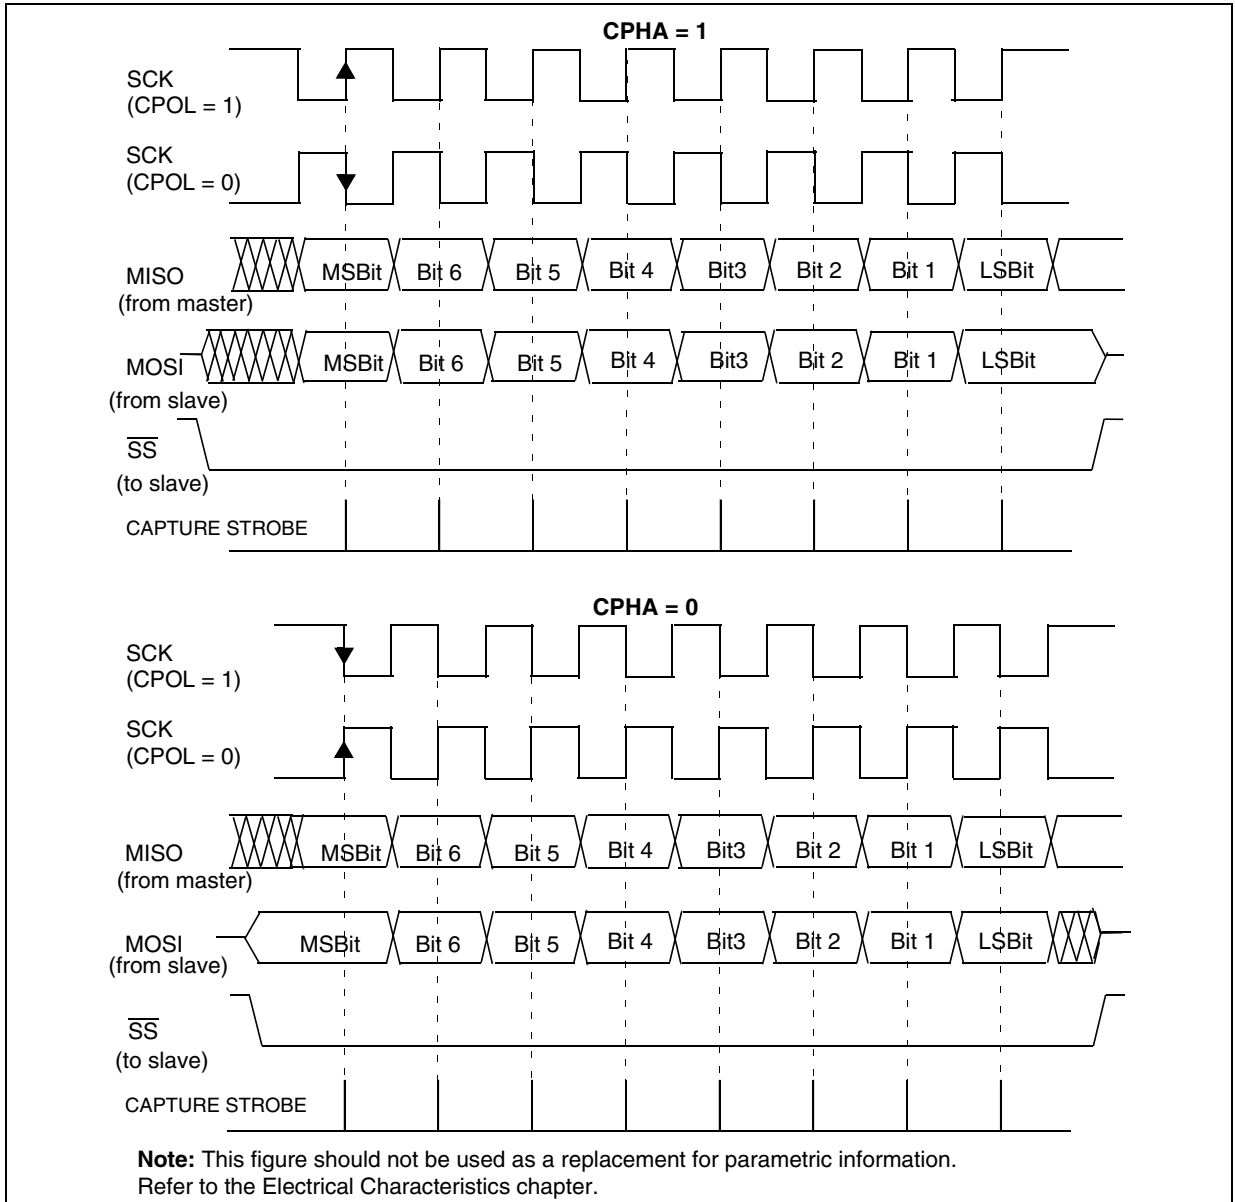 CPHA = 1
SCK
(CPOL = 1)
SCK
(CPOL = 0)
MISO
(from master)
MSBit Bit 6 Bit 5 Bit 4 Bit3 Bit 2 Bit 1 LSBit
MOSI
(from slave)
MSBit Bit 6 Bit 5 Bit 4 Bit3 Bit 2 Bit 1 LSBit
SS
(to slave)
CAPTURE STROBE
CPHA = 0
SCK
(CPOL = 1)
SCK
(CPOL = 0)
MISO
(from master)
MSBit Bit 6 Bit 5 Bit 4 Bit3 Bit 2 Bit 1 LSBit
MOSI
(from slave)
MSBit Bit 6 Bit 5 Bit 4 Bit3 Bit 2 Bit 1 LSBit
SS
(to slave)
CAPTURE STROBE
Note: This figure should not be used as a replacement for parametric information.
Refer to the Electrical Characteristics chapter.